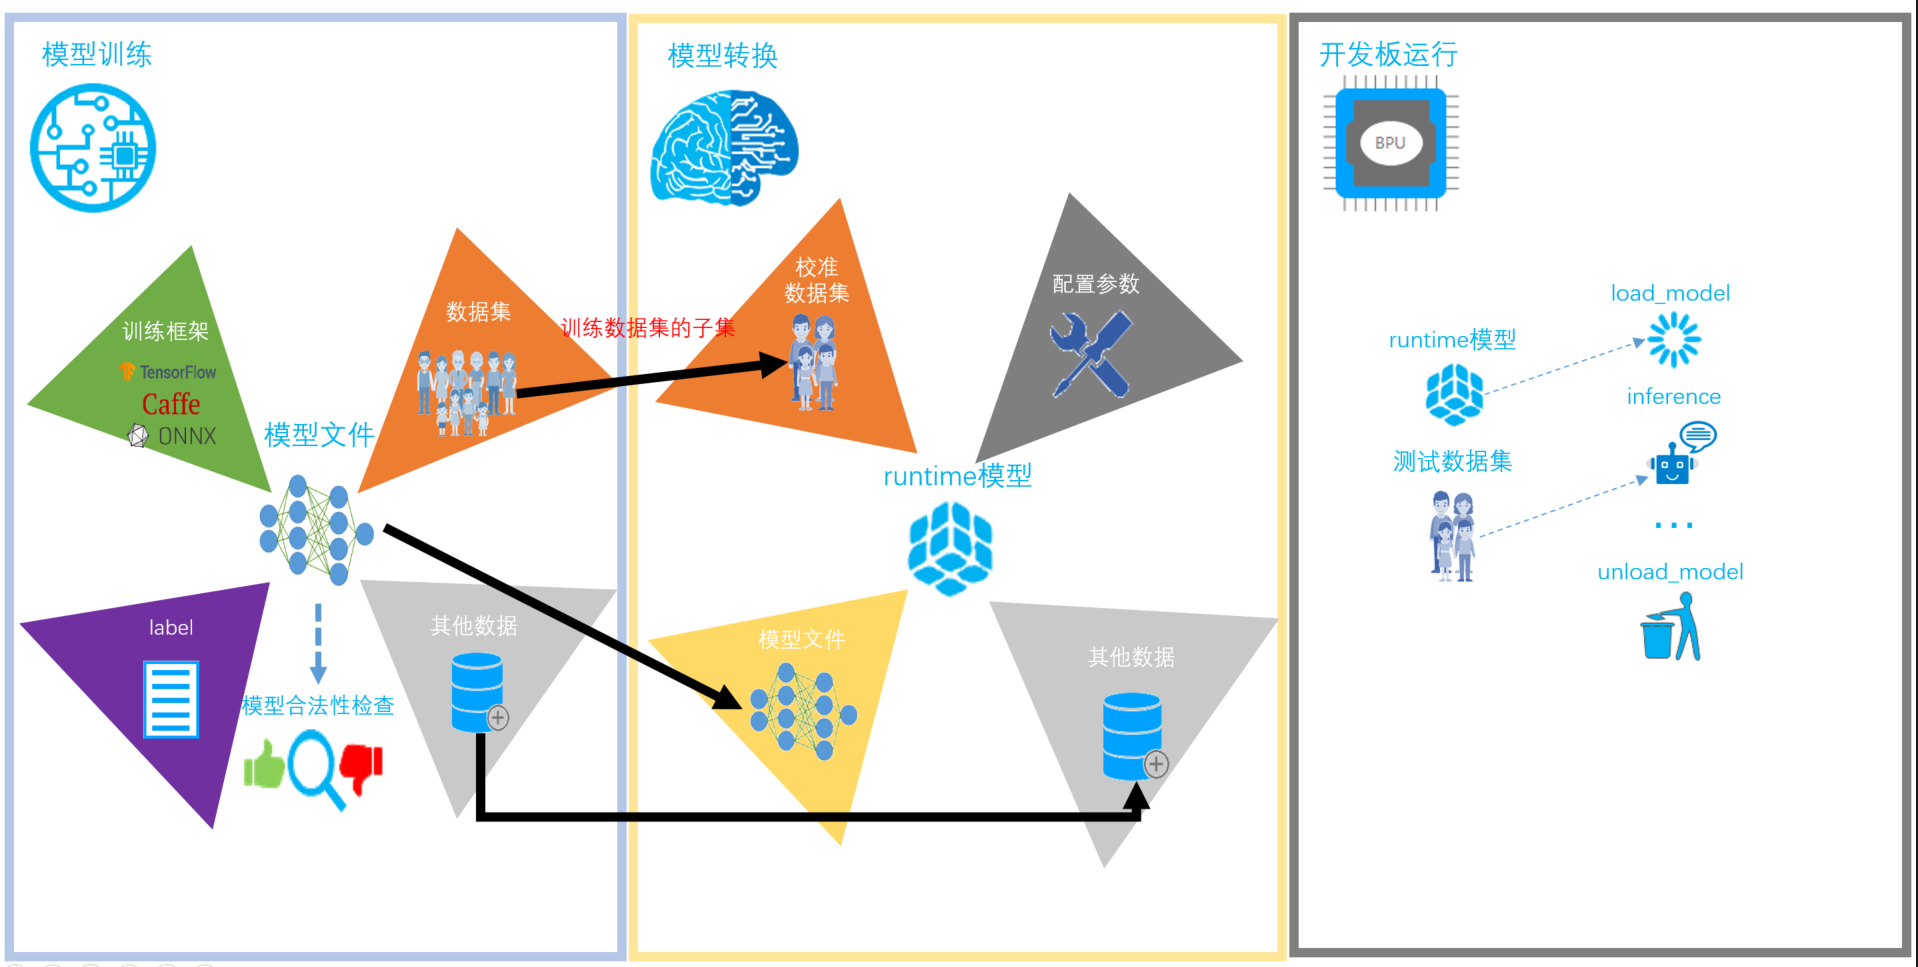 模型训练
训练框架
TensorFlow
Caffe
ONNX
数据集
训练数据集的子集
模型文件
label
其他数据
模型合法性检查
模型转换
校准
数据集
配置参数
runtime模型
模型文件
其他数据
开发板运行
BPU
load_model
runtime模型
inference
测试数据集
...
unload_model